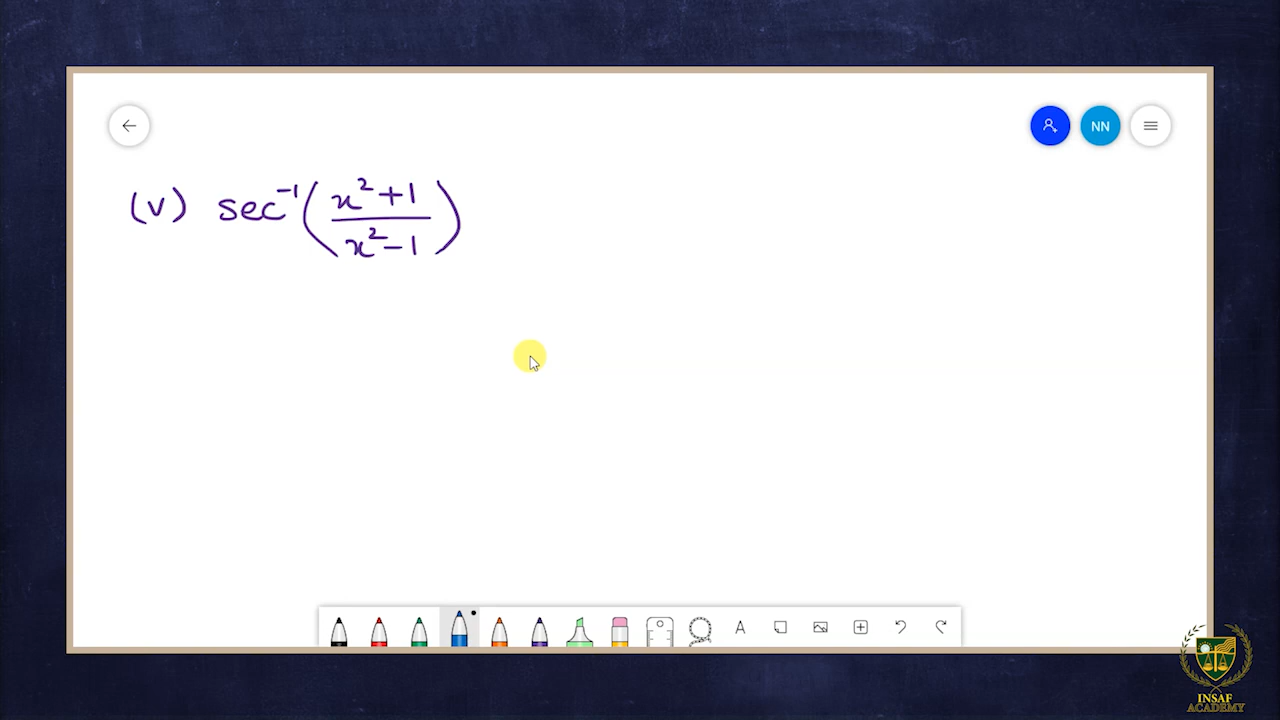 NN
(v) sec⁻¹(x²+1 / x²-1)
A
INSAF
ACADEMY